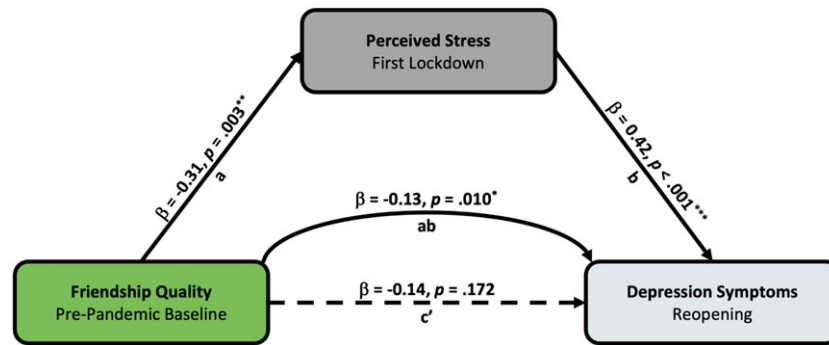 Perceived Stress
First Lockdown
β = -0.31, p = .003**
a
β = 0.42, p < .001***
b
β = -0.13, p = .010*
ab
Friendship Quality
Pre-Pandemic Baseline
β = -0.14, p = .172
c'
Depression Symptoms
Reopening